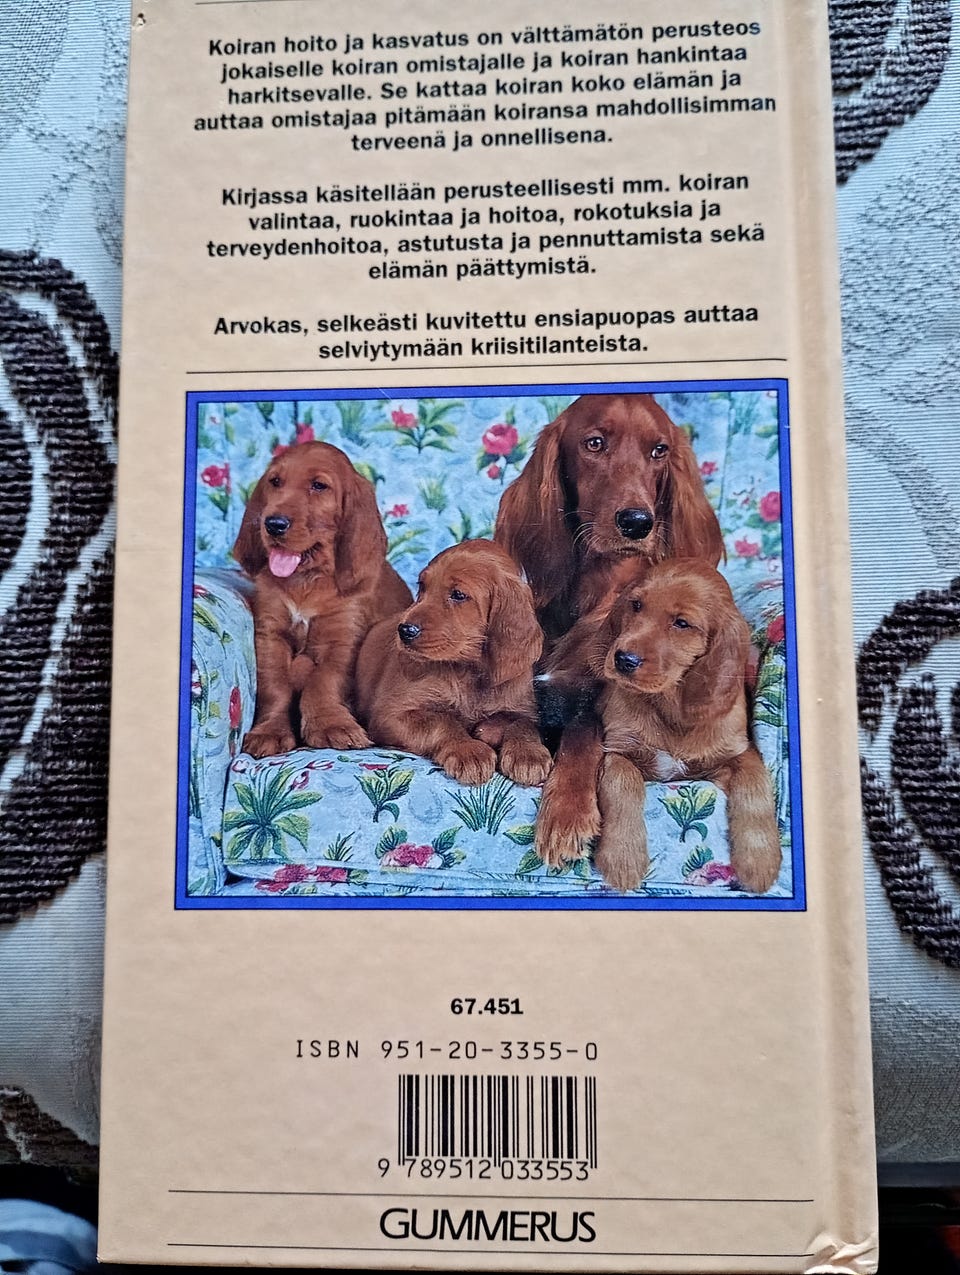 Koiran hoito ja kasvatus on välttämätön perusteos
jokaiselle koiran omistajalle ja koiran hankintaa
harkitsevalle. Se kattaa koiran koko elämän ja
auttaa omistajaa pitämään koiransa mahdollisimman
terveenä ja onnellisena.
Kirjassa käsitellään perusteellisesti mm. koiran
valintaa, ruokintaa ja hoitoa, rokotuksia ja
terveydenhoitoa, astutusta ja pennuttamista sekä
elämän päättymistä.
Arvokas, selkeästi kuvitettu ensiapuopas auttaa
selviytymään kriisitilanteista.
67.451
ISBN 951-20-3355-0
9 789512 033553
GUMMERUS